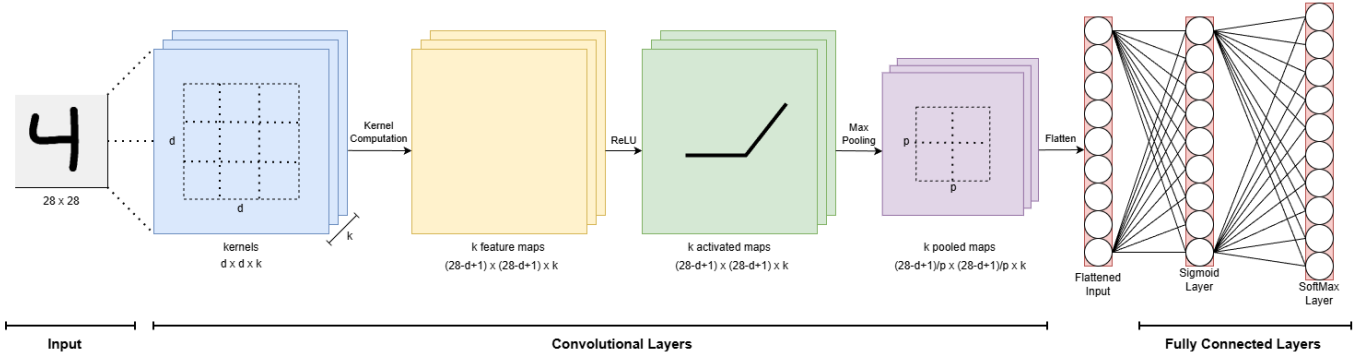 4
28 x 28
d
d
k
kernels
d x d x k
Kernel
Computation
k feature maps
(28-d+1) x (28-d+1) x k
ReLU
k activated maps
(28-d+1) x (28-d+1) x k
Max
Pooling
p
p
k pooled maps
(28-d+1)/p x (28-d+1)/p x k
Flatten
Flattened
Input
Sigmoid
Layer
SoftMax
Layer
Input
Convolutional Layers
Fully Connected Layers